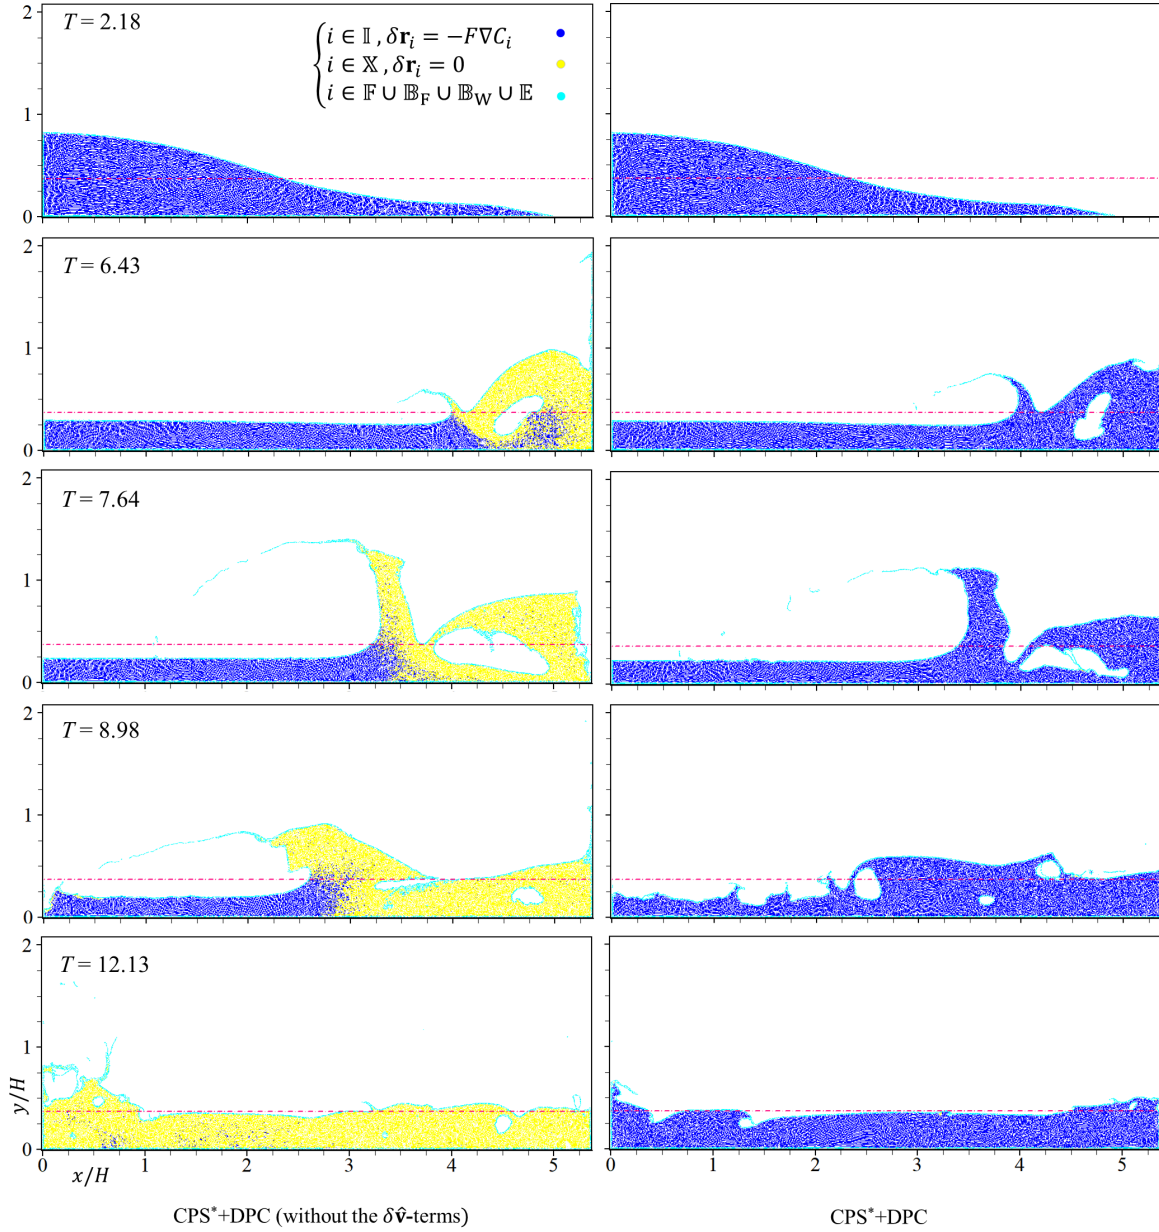 2
T = 2.18
i ∈ 𝕀 , δr_i = −F∇C_i
i ∈ 𝕏 , δr_i = 0
i ∈ 𝔽 ∪ 𝔹_F ∪ 𝔹_W ∪ 𝔼
1
0
2
T = 6.43
1
0
2
T = 7.64
1
0
2
T = 8.98
1
0
2
T = 12.13
1
y/H
0
0 1 2 3 4 5 0 1 2 3 4 5
x/H
CPS*+DPC (without the δv̂-terms) CPS*+DPC